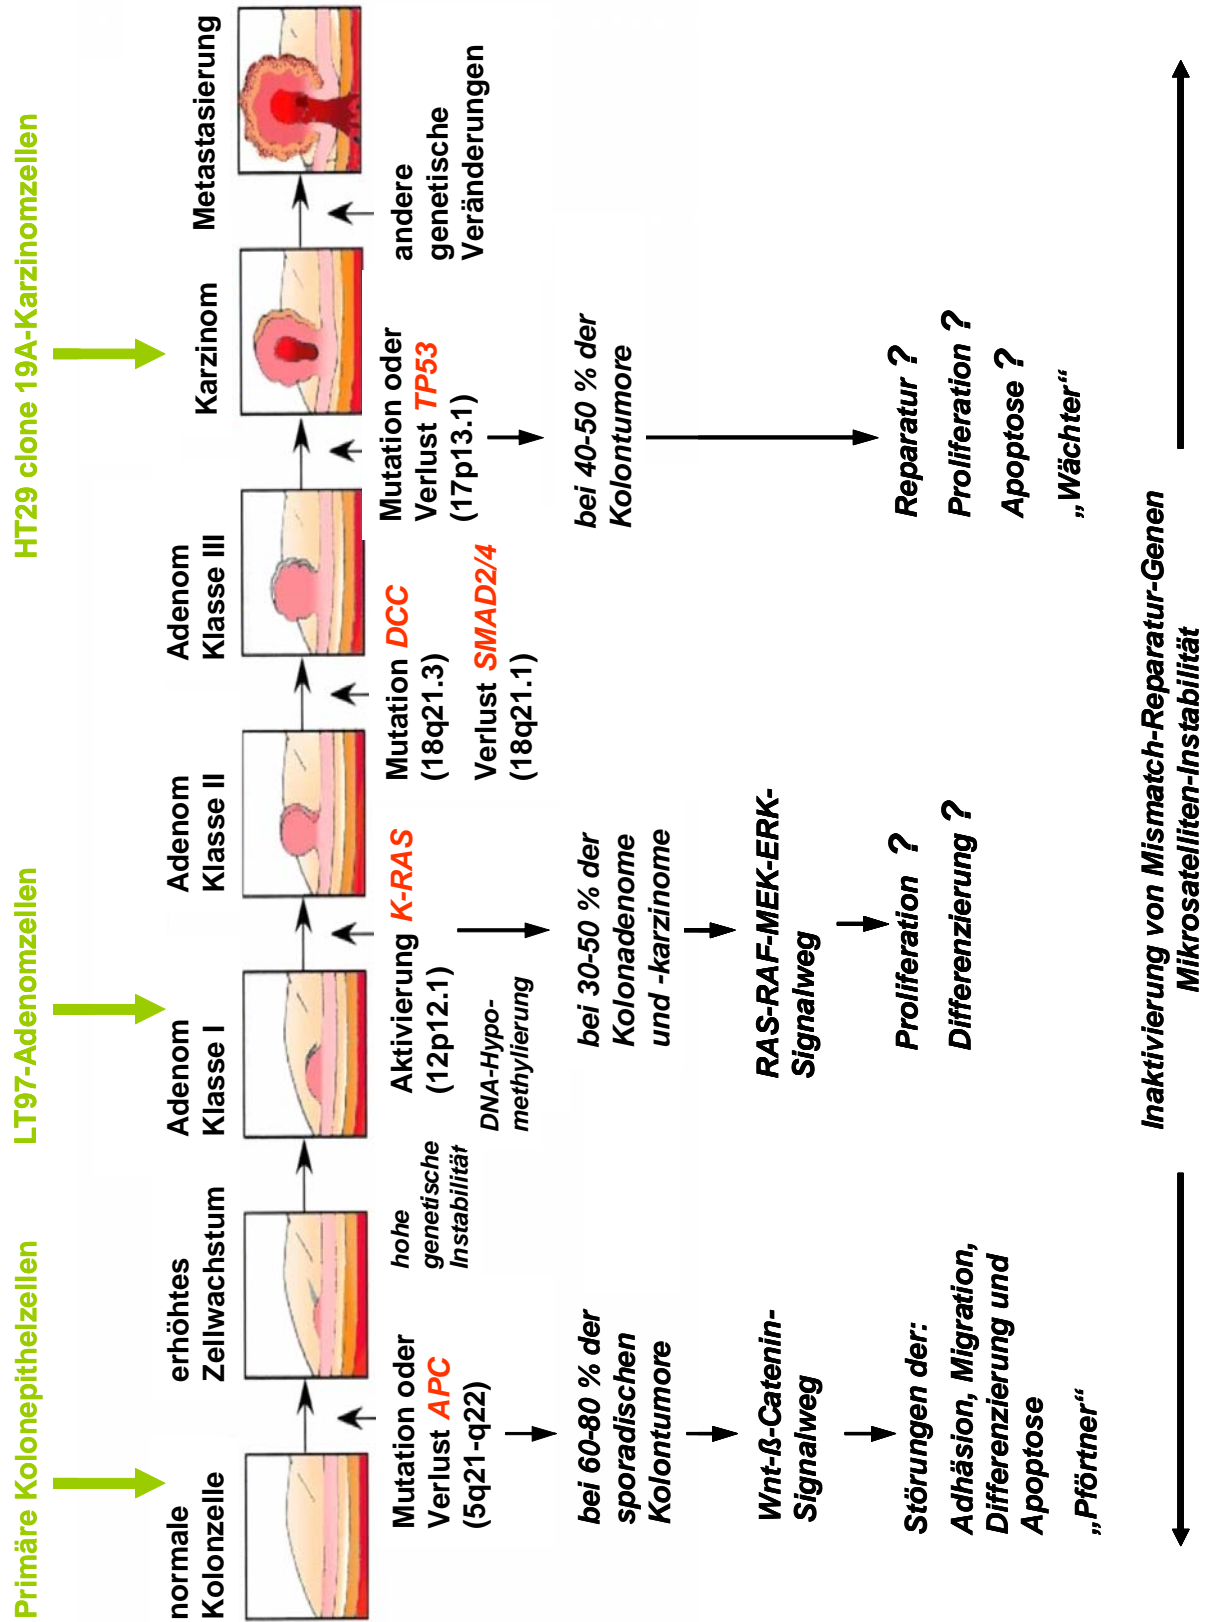 Primäre Kolonepithelzellen
LT97-Adenomzellen
HT29 clone 19A-Karzinomzellen
normale
Kolonzelle
erhöhtes
Zellwachstum
Adenom
Klasse I
Adenom
Klasse II
Adenom
Klasse III
Karzinom
Metastasierung
Mutation oder
Verlust APC
(5q21-q22)
hohe
genetische
Instabilität
Aktivierung K-RAS
(12p12.1)
DNA-Hypo-
methylierung
Mutation DCC
(18q21.3)
Verlust SMAD2/4
(18q21.1)
Mutation oder
Verlust TP53
(17p13.1)
andere
genetische
Veränderungen
bei 60-80 % der
sporadischen
Kolontumore
bei 30-50 % der
Kolonadenome
und -karzinome
bei 40-50 % der
Kolontumore
Wnt-ß-Catenin-
Signalweg
RAS-RAF-MEK-ERK-
Signalweg
Störungen der:
Adhäsion, Migration,
Differenzierung und
Apoptose
„Pförtner“
Proliferation ?
Differenzierung ?
Reparatur ?
Proliferation ?
Apoptose ?
„Wächter“
Inaktivierung von Mismatch-Reparatur-Genen
Mikrosatelliten-Instabilität